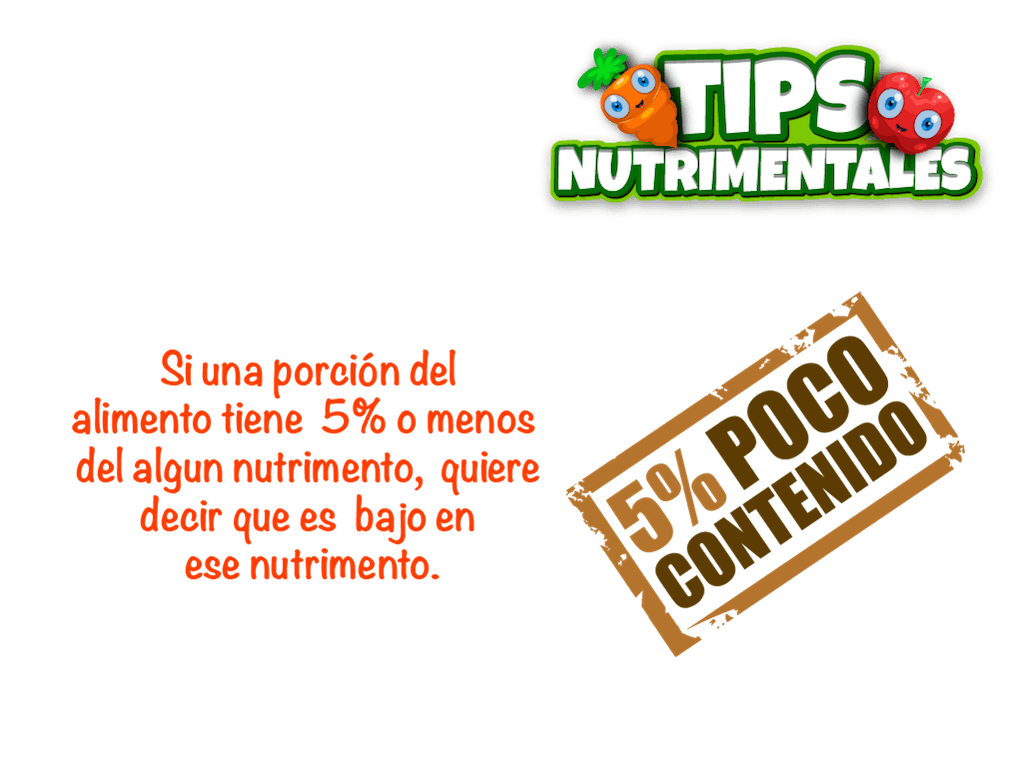 TIPS
NUTRIMENTALES
Si una porción del
alimento tiene 5% o menos
del algun nutrimento, quiere
decir que es bajo en
ese nutrimento.
5% POCO
CONTENIDO